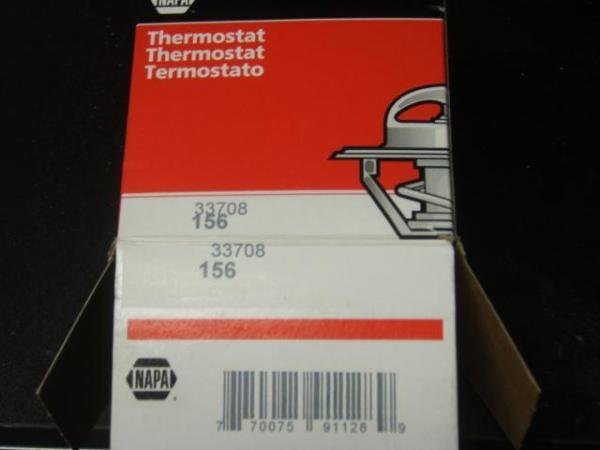 NAPA
Thermostat
Thermostat
Termostato
33708
156
33708
156
NAPA
7 70075 91128 9